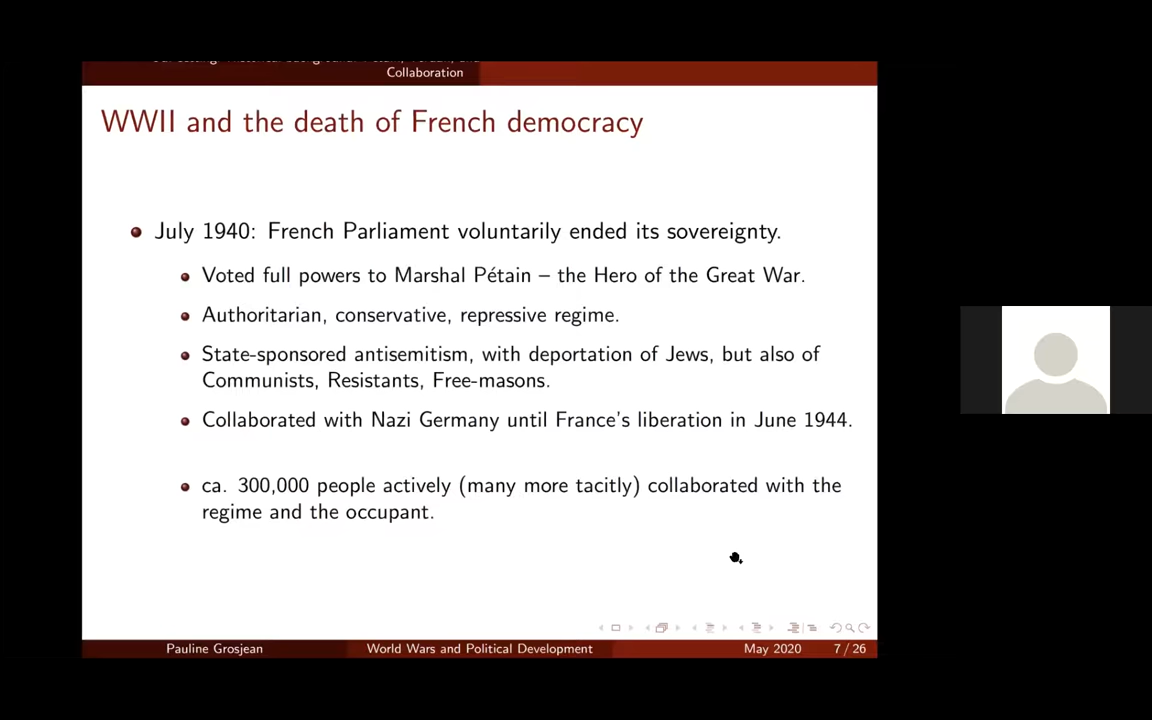 Collaboration
WWII and the death of French democracy
July 1940: French Parliament voluntarily ended its sovereignty.
Voted full powers to Marshal Pétain – the Hero of the Great War.
Authoritarian, conservative, repressive regime.
State-sponsored antisemitism, with deportation of Jews, but also of
Communists, Resistants, Free-masons.
Collaborated with Nazi Germany until France's liberation in June 1944.
ca. 300,000 people actively (many more tacitly) collaborated with the
regime and the occupant.
Pauline Grosjean World Wars and Political Development May 2020 7 / 26